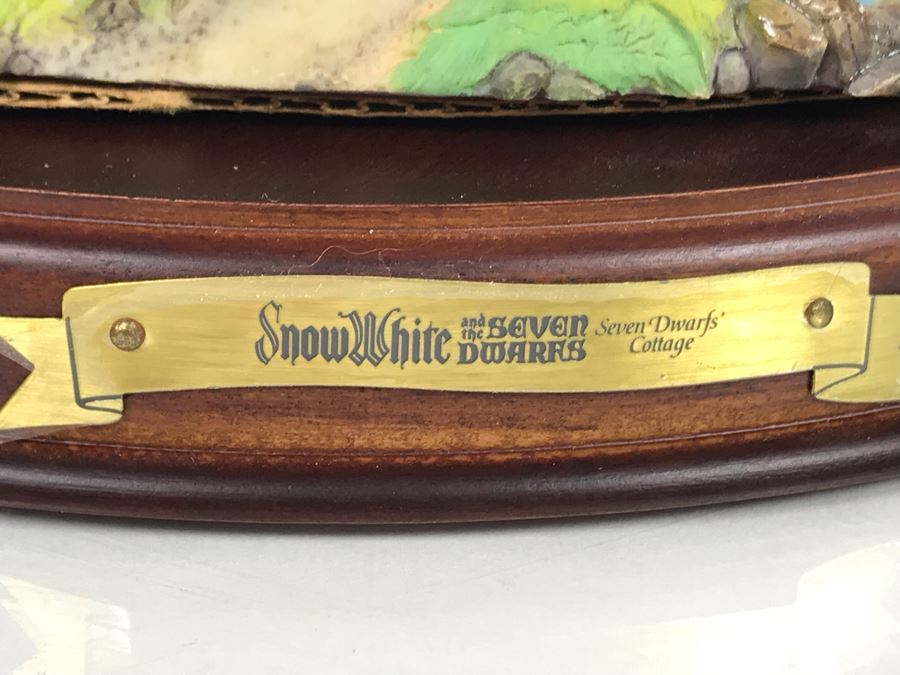 Snow White and the SEVEN DWARFS
Seven Dwarfs'
Cottage